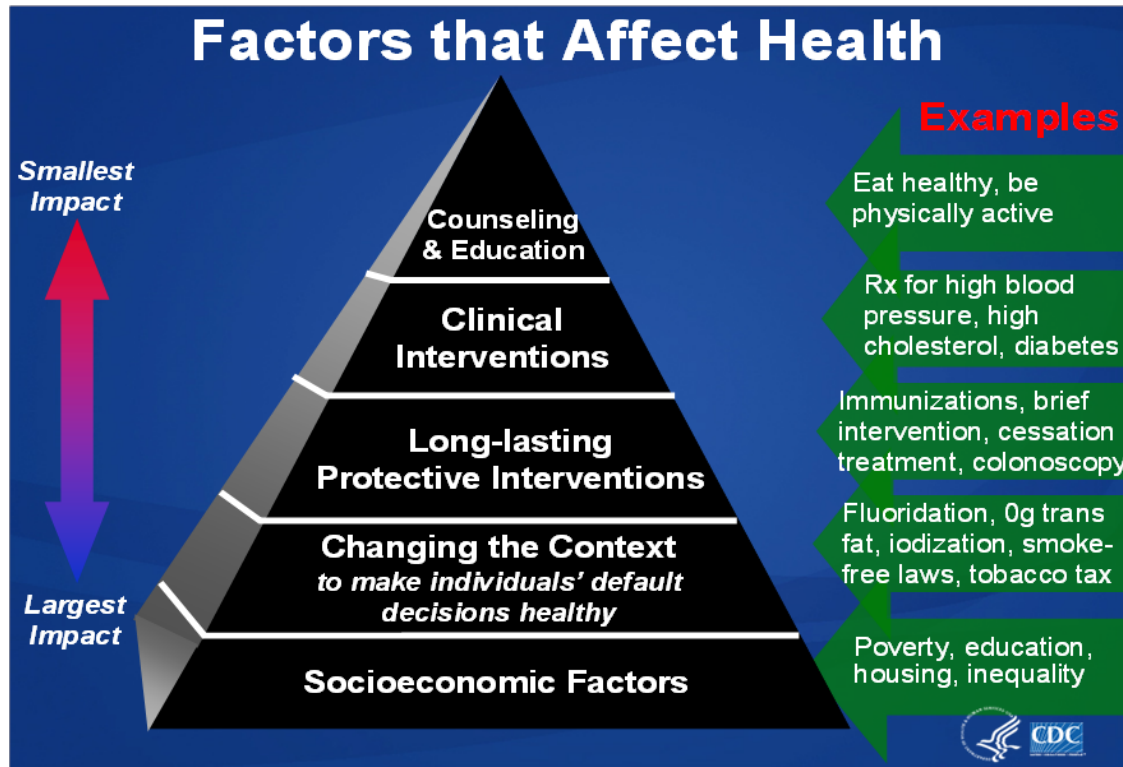 Factors that Affect Health
Smallest
Impact
Largest
Impact
Counseling
& Education
Clinical
Interventions
Long-lasting
Protective Interventions
Changing the Context
to make individuals' default
decisions healthy
Socioeconomic Factors
Examples
Eat healthy, be
physically active
Rx for high blood
pressure, high
cholesterol, diabetes
Immunizations, brief
intervention, cessation
treatment, colonoscopy
Fluoridation, 0g trans
fat, iodization, smoke-
free laws, tobacco tax
Poverty, education,
housing, inequality
CDC